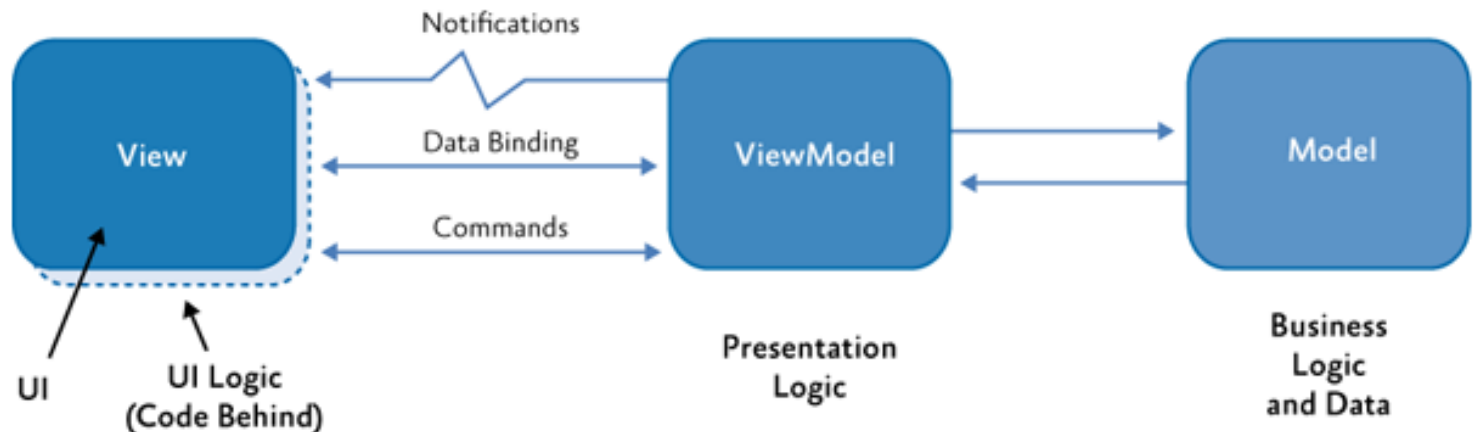 Notifications
View
Data Binding
ViewModel
Model
Commands
UI
UI Logic
(Code Behind)
Presentation
Logic
Business
Logic
and Data